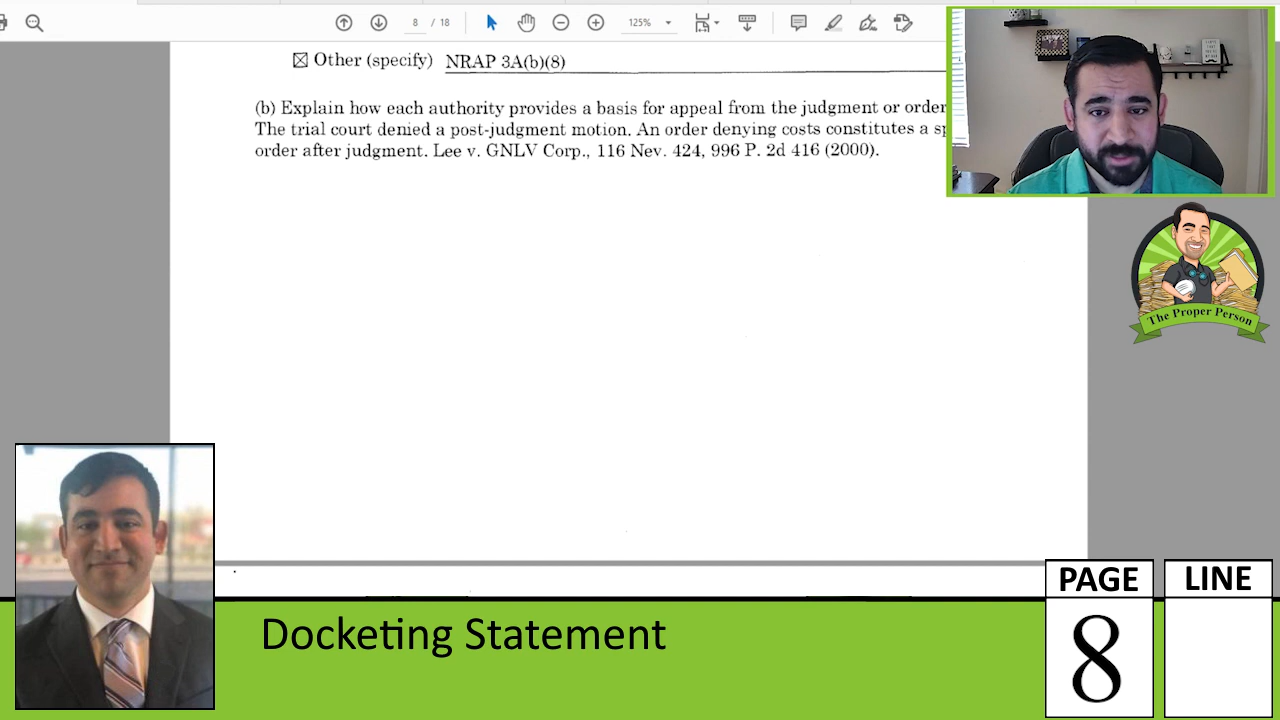 8 / 18
125%
Other (specify) NRAP 3A(b)(8)
(b) Explain how each authority provides a basis for appeal from the judgment or order
The trial court denied a post-judgment motion. An order denying costs constitutes a sp
order after judgment. Lee v. GNLV Corp., 116 Nev. 424, 996 P. 2d 416 (2000).
The Proper Person
PAGE
LINE
8
Docketing Statement